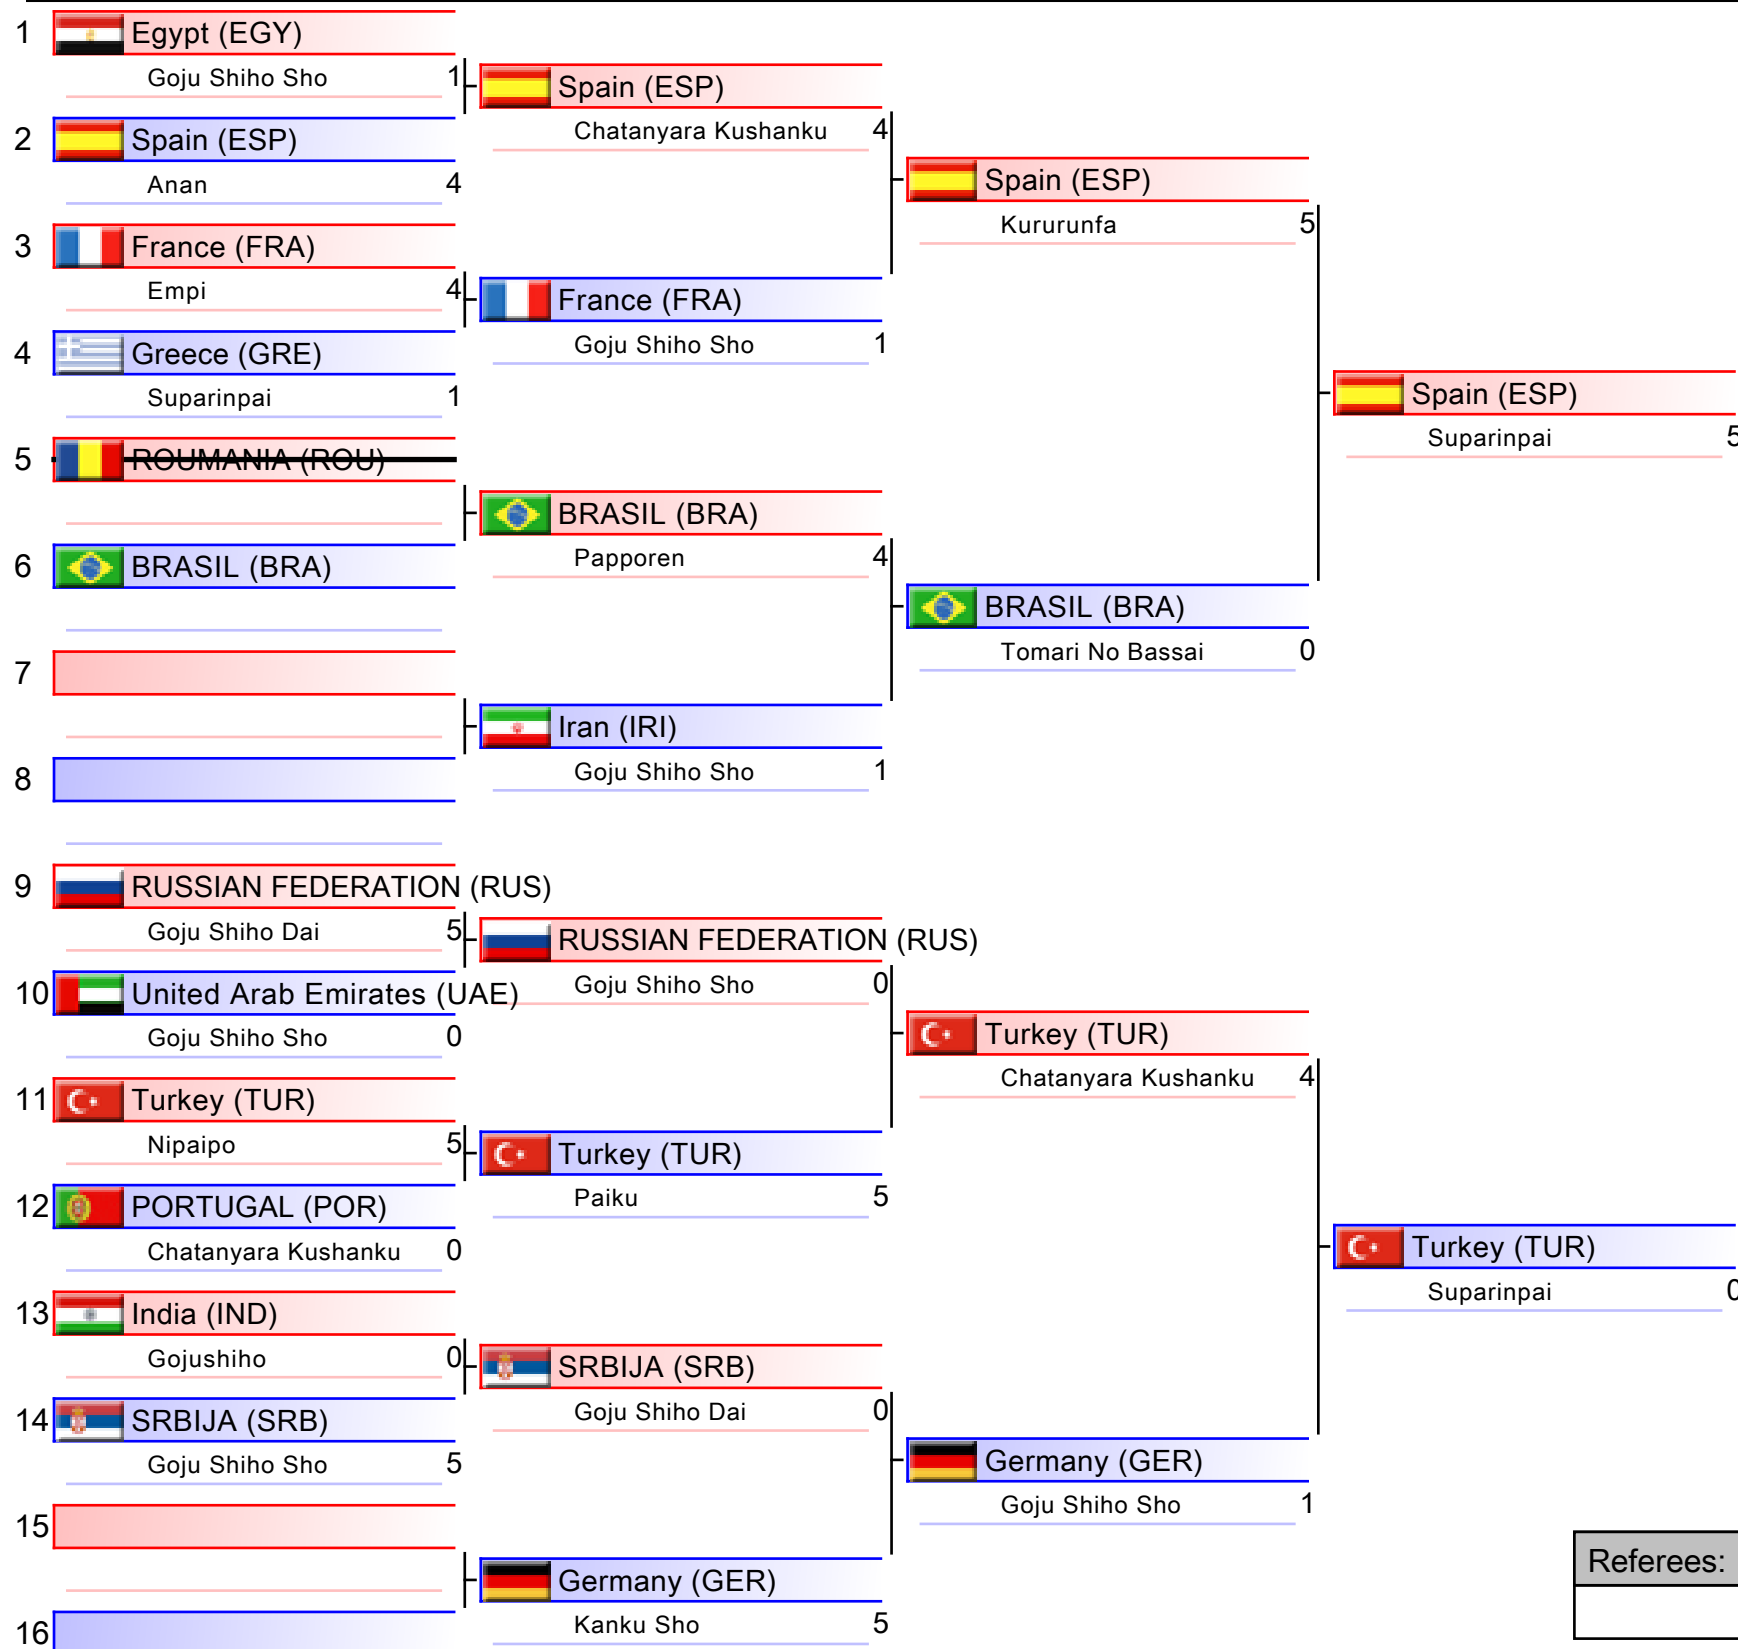 1 Egypt (EGY)
Goju Shiho Sho 1
Spain (ESP)
Chatanyara Kushanku 4
2 Spain (ESP)
Anan 4
Spain (ESP)
Kururunfa 5
3 France (FRA)
Empi 4
France (FRA)
Goju Shiho Sho 1
4 Greece (GRE)
Suparinpai 1
Spain (ESP)
Suparinpai 5
5 ROUMANIA (ROU)
BRASIL (BRA)
Papporen 4
6 BRASIL (BRA)
BRASIL (BRA)
Tomari No Bassai 0
7
Iran (IRI)
Goju Shiho Sho 1
8
9 RUSSIAN FEDERATION (RUS)
Goju Shiho Dai 5
RUSSIAN FEDERATION (RUS)
Goju Shiho Sho 0
10 United Arab Emirates (UAE)
Goju Shiho Sho 0
Turkey (TUR)
Chatanyara Kushanku 4
11 Turkey (TUR)
Nipaipo 5
Turkey (TUR)
Paiku 5
12 PORTUGAL (POR)
Chatanyara Kushanku 0
Turkey (TUR)
Suparinpai 0
13 India (IND)
Gojushiho 0
SRBIJA (SRB)
Goju Shiho Dai 0
14 SRBIJA (SRB)
Goju Shiho Sho 5
Germany (GER)
Goju Shiho Sho 1
15
Germany (GER)
Kanku Sho 5
16
Referees: